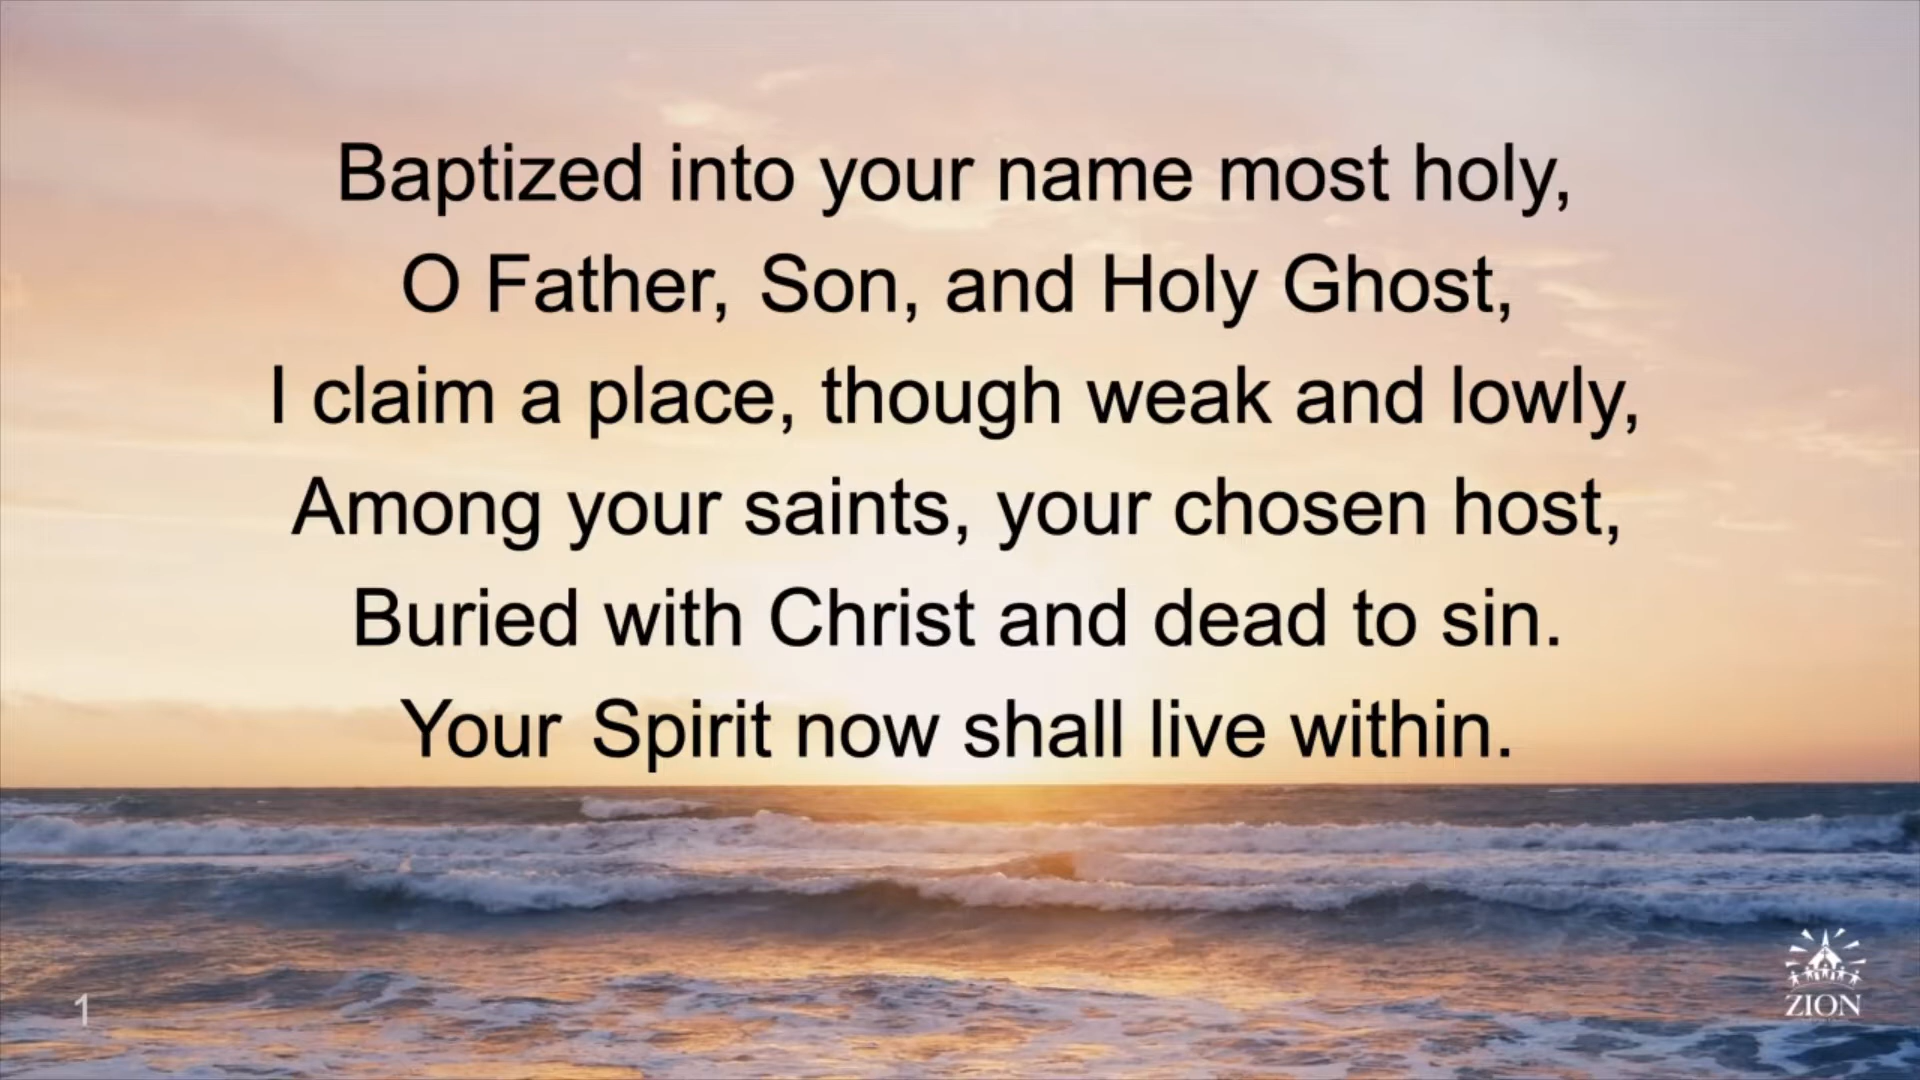 Baptized into your name most holy,
O Father, Son, and Holy Ghost,
I claim a place, though weak and lowly,
Among your saints, your chosen host,
Buried with Christ and dead to sin.
Your Spirit now shall live within.
1
ZION